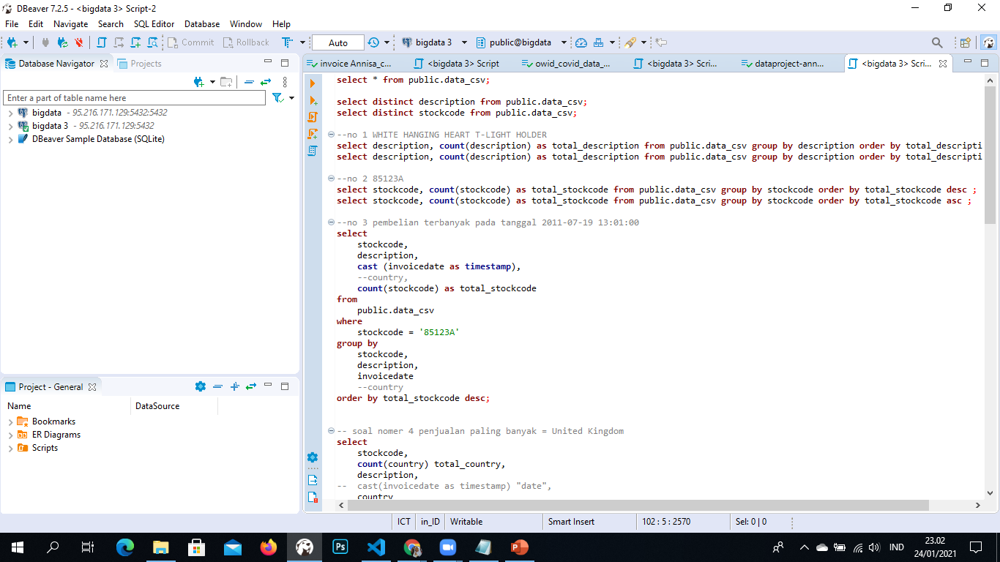 DBeaver 7.2.5 - <bigdata 3> Script-2
File Edit Navigate Search SQL Editor Database Window Help
Commit Rollback Auto bigdata 3 public@bigdata
Database Navigator Projects
Enter a part of table name here
bigdata - 95.216.171.129:5432:5432
bigdata 3 - 95.216.171.129:5432
DBeaver Sample Database (SQLite)
Project - General
Name DataSource
Bookmarks
ER Diagrams
Scripts
invoice Annisa_c... <bigdata 3> Script owid_covid_data_... <bigdata 3> Scri... dataproject-ann... <bigdata 3> Scri...
select * from public.data_csv;
select distinct description from public.data_csv;
select distinct stockcode from public.data_csv;
--no 1 WHITE HANGING HEART T-LIGHT HOLDER
select description, count(description) as total_description from public.data_csv group by description order by total_descripti
select description, count(description) as total_description from public.data_csv group by description order by total_descripti
--no 2 85123A
select stockcode, count(stockcode) as total_stockcode from public.data_csv group by stockcode order by total_stockcode desc ;
select stockcode, count(stockcode) as total_stockcode from public.data_csv group by stockcode order by total_stockcode asc ;
--no 3 pembelian terbanyak pada tanggal 2011-07-19 13:01:00
select
stockcode,
description,
cast (invoicedate as timestamp),
--country,
count(stockcode) as total_stockcode
from
public.data_csv
where
stockcode = '85123A'
group by
stockcode,
description,
invoicedate
--country
order by total_stockcode desc;
-- soal nomer 4 penjualan paling banyak = United Kingdom
select
stockcode,
count(country) total_country,
description,
-- cast(invoicedate as timestamp) "date",
country
ICT in_ID Writable Smart Insert 102 : 5 : 2570 Sel: 0 | 0
Ps
IND
23.02
24/01/2021